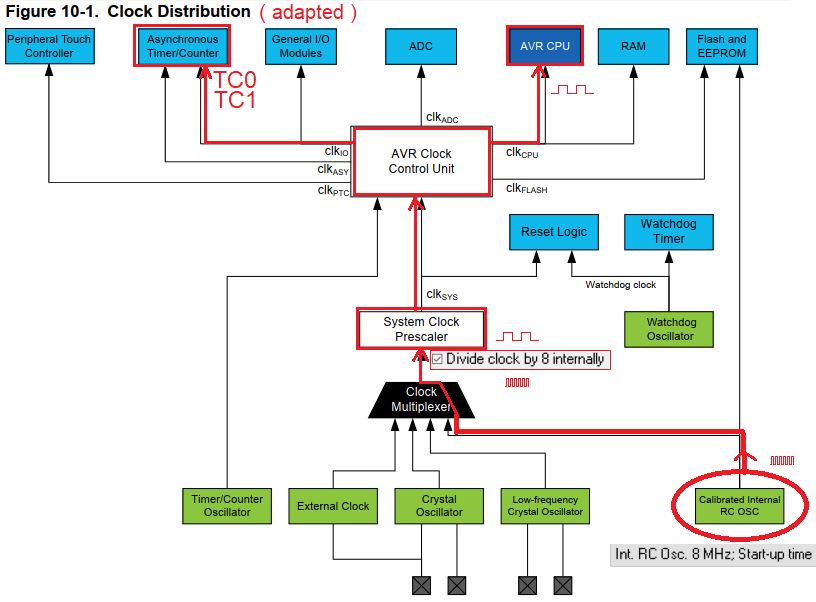 Figure 10-1. Clock Distribution ( adapted )
Peripheral Touch
Controller
Asynchronous
Timer/Counter
General I/O
Modules
ADC
AVR CPU
RAM
Flash and
EEPROM
TC0
TC1
clkADC
clkIO
clkASY
clkPTC
AVR Clock
Control Unit
clkCPU
clkFLASH
Reset Logic
Watchdog
Timer
Watchdog clock
clkSYS
System Clock
Prescaler
Watchdog
Oscillator
Divide clock by 8 internally
Clock
Multiplexer
Timer/Counter
Oscillator
External Clock
Crystal
Oscillator
Low-frequency
Crystal Oscillator
Calibrated Internal
RC OSC
Int. RC Osc. 8 MHz; Start-up time